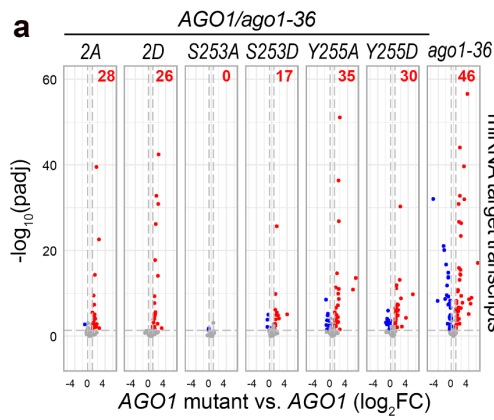 a
AGO1/ago1-36
2A 2D S253A S253D Y255A Y255D ago1-36
28 26 0 17 35 30 46
60
40
20
0
-log10(padj)
mRNA target transcripts
-4 0 4 -4 0 4 -4 0 4 -4 0 4 -4 0 4 -4 0 4 -4 0 4
AGO1 mutant vs. AGO1 (log2FC)